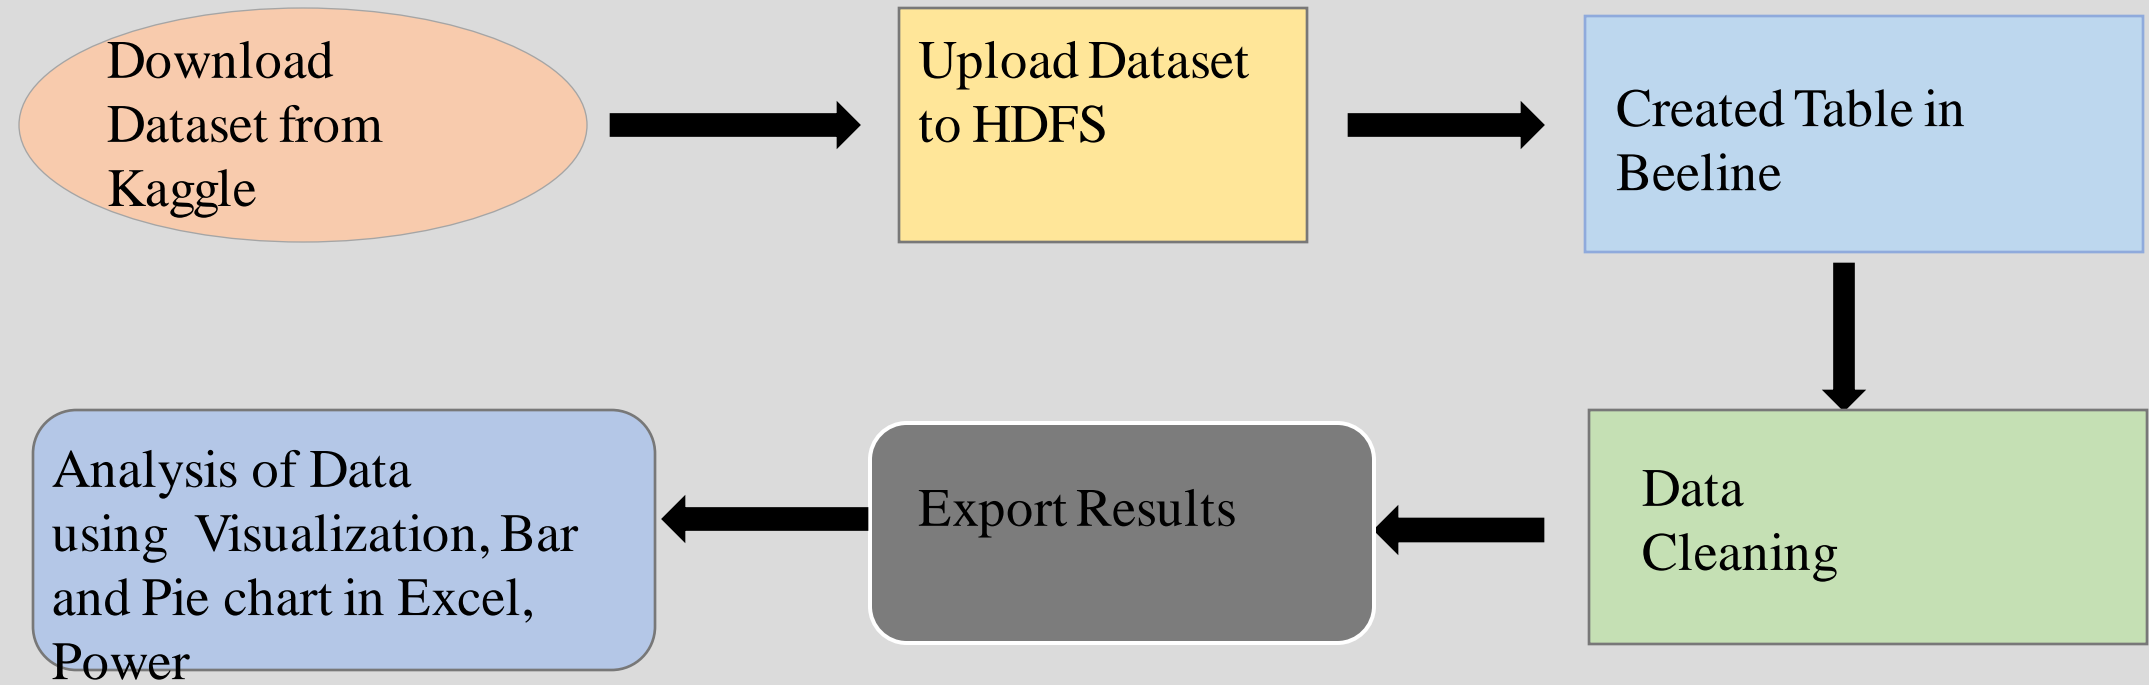 Download
Dataset from
Kaggle
Upload Dataset
to HDFS
Created Table in
Beeline
Data
Cleaning
Export Results
Analysis of Data
using  Visualization, Bar
and Pie chart in Excel,
Power